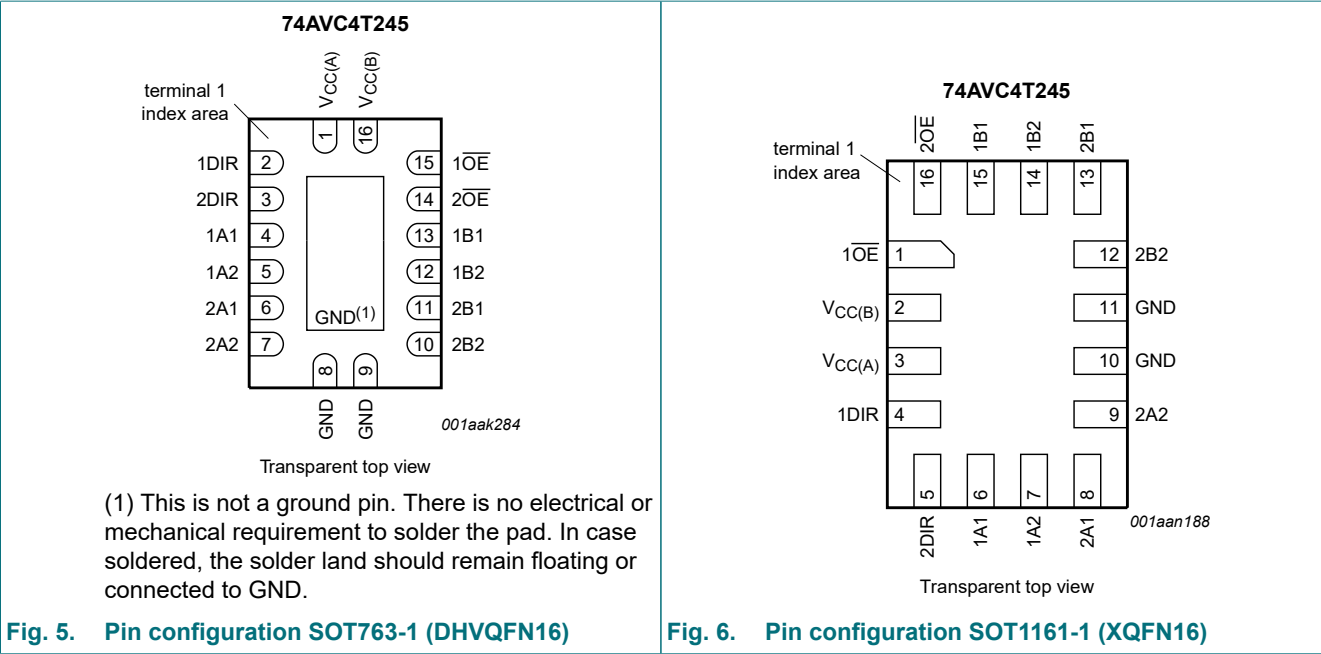 74AVC4T245
VCC(A)
VCC(B)
terminal 1
index area
1
16
1DIR 2
15 1OE
2DIR 3
14 2OE
1A1 4
13 1B1
1A2 5
12 1B2
2A1 6
11 2B1
2A2 7
10 2B2
GND(1)
8
9
GND
GND
001aak284
Transparent top view
(1) This is not a ground pin. There is no electrical or
mechanical requirement to solder the pad. In case
soldered, the solder land should remain floating or
connected to GND.
Fig. 5. Pin configuration SOT763-1 (DHVQFN16)
74AVC4T245
2OE
1B1
1B2
2B1
terminal 1
index area
16
15
14
13
1OE 1
12 2B2
VCC(B) 2
11 GND
VCC(A) 3
10 GND
1DIR 4
9 2A2
5
6
7
8
2DIR
1A1
1A2
2A1
001aan188
Transparent top view
Fig. 6. Pin configuration SOT1161-1 (XQFN16)